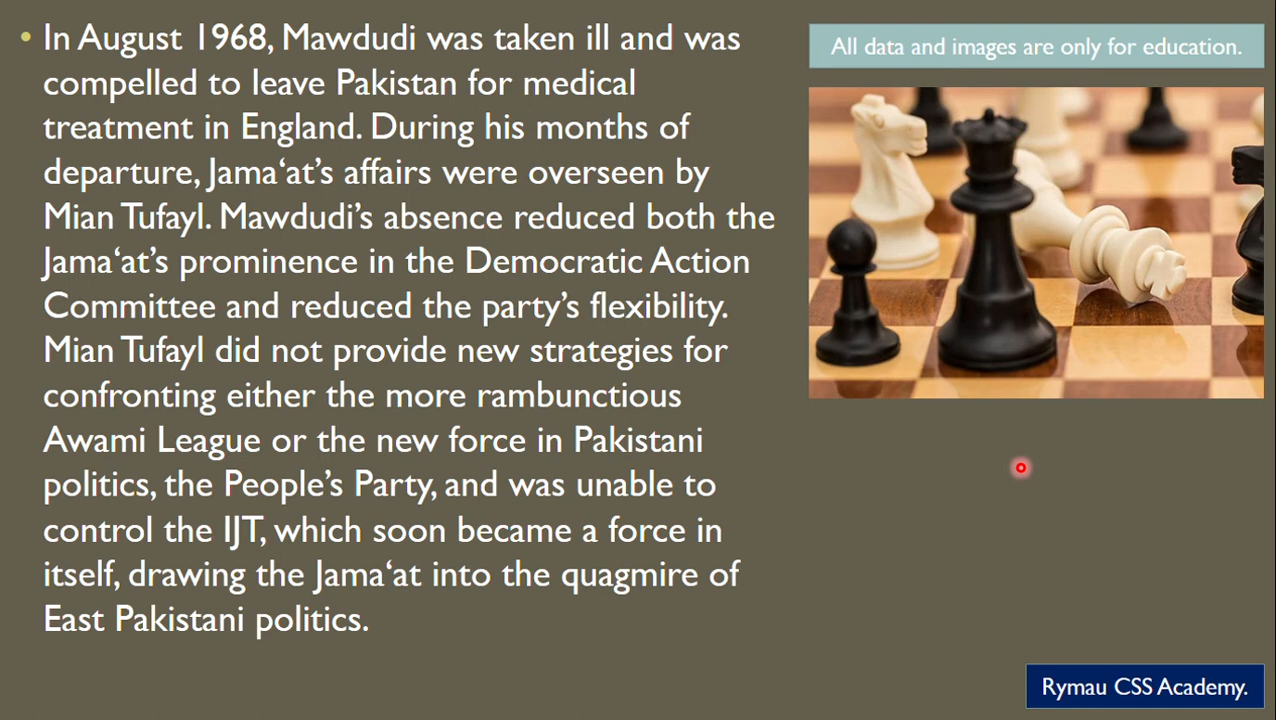 • In August 1968, Mawdudi was taken ill and was
compelled to leave Pakistan for medical
treatment in England. During his months of
departure, Jama‘at’s affairs were overseen by
Mian Tufayl. Mawdudi’s absence reduced both the
Jama‘at’s prominence in the Democratic Action
Committee and reduced the party’s flexibility.
Mian Tufayl did not provide new strategies for
confronting either the more rambunctious
Awami League or the new force in Pakistani
politics, the People’s Party, and was unable to
control the IJT, which soon became a force in
itself, drawing the Jama‘at into the quagmire of
East Pakistani politics.
All data and images are only for education.
Rymau CSS Academy.